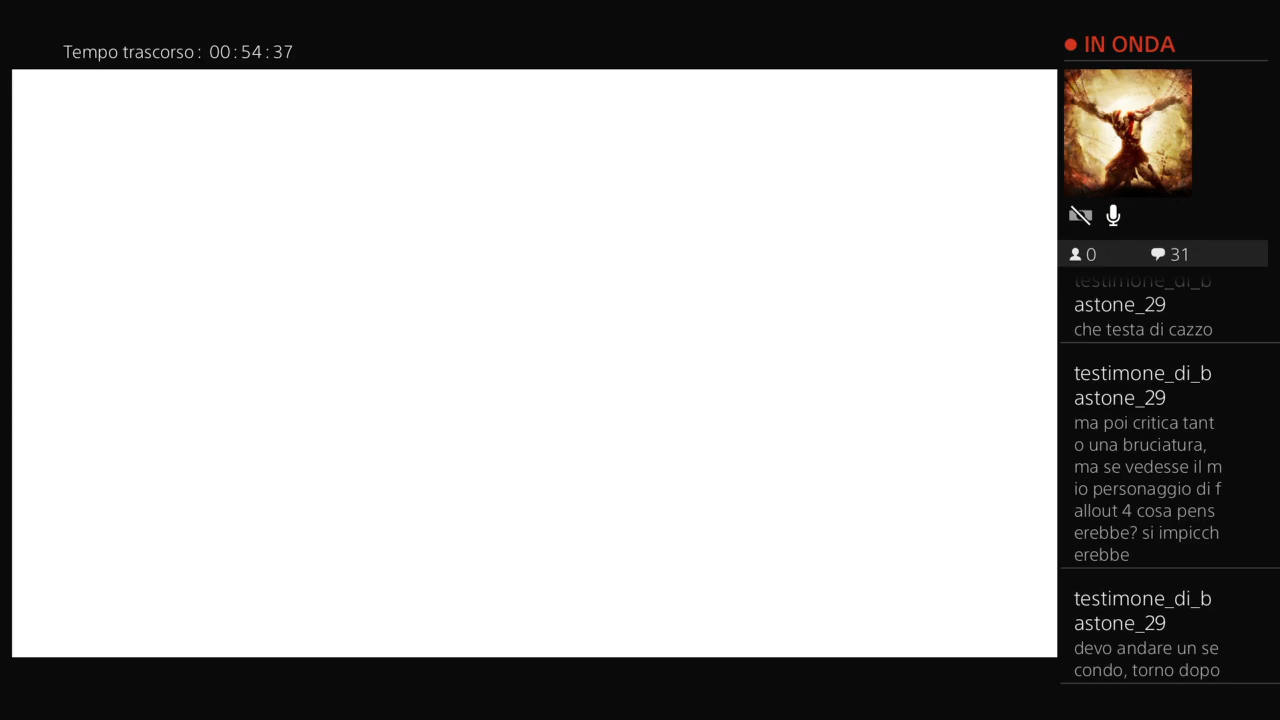 Tempo trascorso: 00:54:37
IN ONDA
0 31
testimone_di_b
astone_29
che testa di cazzo
testimone_di_b
astone_29
ma poi critica tant
o una bruciatura,
ma se vedesse il m
io personaggio di f
allout 4 cosa pens
erebbe? si impicch
erebbe
testimone_di_b
astone_29
devo andare un se
condo, torno dopo